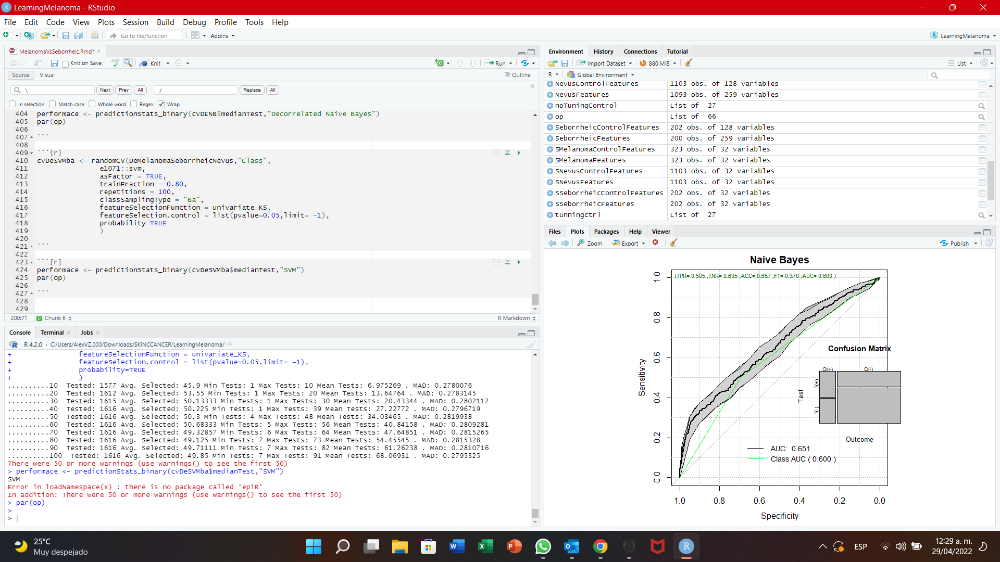 LearningMelanoma - RStudio
File Edit Code View Plots Session Build Debug Profile Tools Help
Go to file/function Addins LearningMelanoma
MelanomaVsSeborrheic.Rmd*
Knit on Save ABC Knit Run
Source Visual Outline
\ Next Prev All / Replace All
In selection Match case Whole word Regex Wrap
404 performace <- predictionStats_binary(cvDENB$medianTest,"Decorrelated Naive Bayes")
405 par(op)
406
407 ```
408
409 ```{r}
410 cvDeSVMba <- randomCV(DeMelanomaSeborrheicNevus,"Class",
411 e1071::svm,
412 asFactor = TRUE,
413 trainFraction = 0.80,
414 repetitions = 100,
415 classSamplingType = "Ba",
416 featureSelectionFunction = univariate_KS,
417 featureSelection.control = list(pvalue=0.05,limit= -1),
418 probability=TRUE
419 )
420
421 ```
422
423 ```{r}
424 performace <- predictionStats_binary(cvDeSVMba$medianTest,"SVM")
425 par(op)
426
427 ```
428
429
200:71 Chunk 6 R Markdown
Console Terminal Jobs
R 4.2.0 · C:/Users/AlexVZ.000/Downloads/SKINCCANCER/LearningMelanoma/
+ featureSelectionFunction = univariate_KS,
+ featureSelection.control = list(pvalue=0.05,limit= -1),
+ probability=TRUE
+ )
..........10 Tested: 1577 Avg. Selected: 45.9 Min Tests: 1 Max Tests: 10 Mean Tests: 6.975269 . MAD: 0.2780076
..........20 Tested: 1612 Avg. Selected: 53.55 Min Tests: 1 Max Tests: 20 Mean Tests: 13.64764 . MAD: 0.2783145
..........30 Tested: 1615 Avg. Selected: 50.13333 Min Tests: 1 Max Tests: 30 Mean Tests: 20.43344 . MAD: 0.2802112
..........40 Tested: 1616 Avg. Selected: 50.225 Min Tests: 1 Max Tests: 39 Mean Tests: 27.22772 . MAD: 0.2796719
..........50 Tested: 1616 Avg. Selected: 50.3 Min Tests: 4 Max Tests: 48 Mean Tests: 34.03465 . MAD: 0.2819938
..........60 Tested: 1616 Avg. Selected: 50.68333 Min Tests: 5 Max Tests: 56 Mean Tests: 40.84158 . MAD: 0.2809281
..........70 Tested: 1616 Avg. Selected: 49.32857 Min Tests: 6 Max Tests: 64 Mean Tests: 47.64851 . MAD: 0.2815265
..........80 Tested: 1616 Avg. Selected: 49.125 Min Tests: 7 Max Tests: 73 Mean Tests: 54.45545 . MAD: 0.2815328
..........90 Tested: 1616 Avg. Selected: 49.71111 Min Tests: 7 Max Tests: 82 Mean Tests: 61.26238 . MAD: 0.2810716
..........100 Tested: 1616 Avg. Selected: 49.85 Min Tests: 7 Max Tests: 91 Mean Tests: 68.06931 . MAD: 0.2795325
There were 50 or more warnings (use warnings() to see the first 50)
> performace <- predictionStats_binary(cvDeSVMba$medianTest,"SVM")
SVM
Error in loadNamespace(x) : there is no package called ‘epiR’
In addition: There were 50 or more warnings (use warnings() to see the first 50)
> par(op)
>
>
Environment History Connections Tutorial
Import Dataset 880 MiB List
R Global Environment
NevusControlFeatures 1103 obs. of 128 variables
NevusFeatures 1093 obs. of 259 variables
noTuningControl List of 27
op List of 66
SeborrheicControlFeatures 202 obs. of 128 variables
SeborrheicFeatures 200 obs. of 259 variables
SMelanomaControlFeatures 323 obs. of 32 variables
SMelanomaFeatures 323 obs. of 32 variables
SNevusControlFeatures 1103 obs. of 32 variables
SNevusFeatures 1103 obs. of 32 variables
SSeborrheicControlFeatures 202 obs. of 32 variables
SSeborrheicFeatures 202 obs. of 32 variables
tunningctrl List of 27
Files Plots Packages Help Viewer
Zoom Export Publish
Naive Bayes
(TPR= 0.505 ,TNR= 0.695 ,ACC= 0.657 ,F1= 0.370 ,AUC= 0.600 )
Sensitivity
1.0
0.8
0.6
0.4
0.2
0.0
Confusion Matrix
O(+) O(-)
Test
T(+)
T(-)
Outcome
AUC: 0.651
Class AUC ( 0.600 )
1.0 0.8 0.6 0.4 0.2 0.0
Specificity
25°C
Muy despejado
ESP
12:29 a. m.
29/04/2022